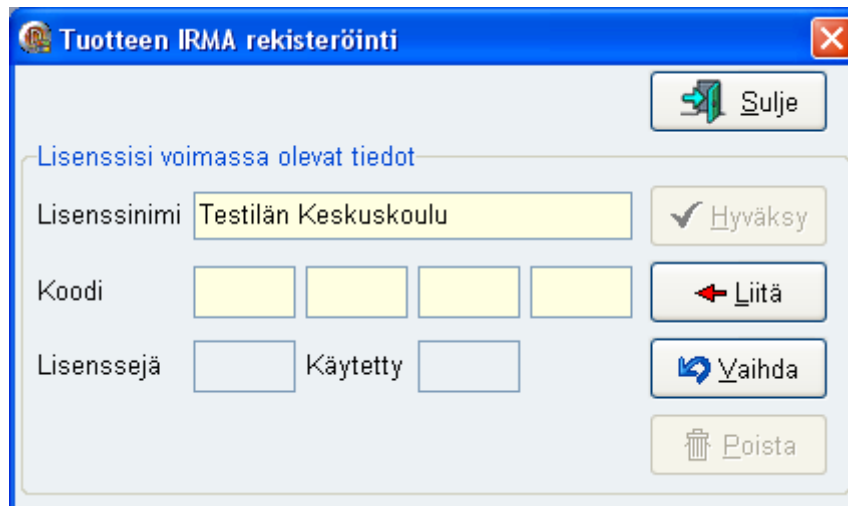 Tuotteen IRMA rekisteröinti
Sulje
Lisenssisi voimassa olevat tiedot
Lisenssinimi Testilän Keskuskoulu Hyväksy
Koodi Liitä
Lisenssejä Käytetty Vaihda
Poista